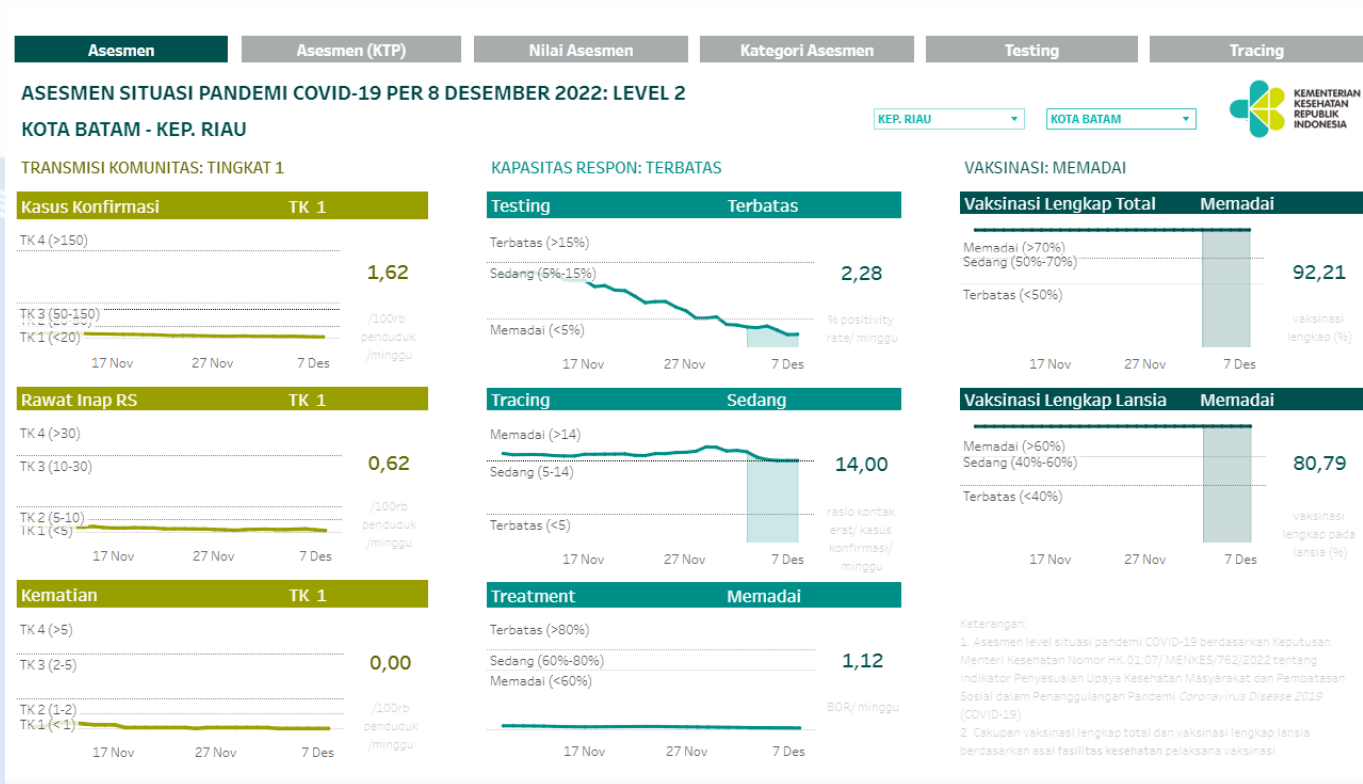 Asesmen
Asesmen (KTP)
Nilai Asesmen
Kategori Asesmen
Testing
Tracing
ASESMEN SITUASI PANDEMI COVID-19 PER 8 DESEMBER 2022: LEVEL 2
KOTA BATAM - KEP. RIAU
KEP. RIAU
KOTA BATAM
KEMENTERIAN
KESEHATAN
REPUBLIK
INDONESIA
TRANSMISI KOMUNITAS: TINGKAT 1
Kasus Konfirmasi TK 1
TK 4 (>150)
TK 3 (50-150)
TK 1 (<20)
1,62
/100rb
penduduk
/minggu
17 Nov 27 Nov 7 Des
Rawat Inap RS TK 1
TK 4 (>30)
TK 3 (10-30)
TK 2 (5-10)
TK 1 (<5)
0,62
/100rb
penduduk
/minggu
17 Nov 27 Nov 7 Des
Kematian TK 1
TK 4 (>5)
TK 3 (2-5)
TK 2 (1-2)
TK 1 (<1)
0,00
/100rb
penduduk
/minggu
17 Nov 27 Nov 7 Des
KAPASITAS RESPON: TERBATAS
Testing Terbatas
Terbatas (>15%)
Sedang (5%-15%)
Memadai (<5%)
2,28
% positivity
rate/ minggu
17 Nov 27 Nov 7 Des
Tracing Sedang
Memadai (>14)
Sedang (5-14)
Terbatas (<5)
14,00
rasio kontak
erat/ kasus
konfirmasi/
minggu
17 Nov 27 Nov 7 Des
Treatment Memadai
Terbatas (>80%)
Sedang (60%-80%)
Memadai (<60%)
1,12
BOR/ minggu
17 Nov 27 Nov 7 Des
VAKSINASI: MEMADAI
Vaksinasi Lengkap Total Memadai
Memadai (>70%)
Sedang (50%-70%)
Terbatas (<50%)
92,21
vaksinasi
lengkap (%)
17 Nov 27 Nov 7 Des
Vaksinasi Lengkap Lansia Memadai
Memadai (>60%)
Sedang (40%-60%)
Terbatas (<40%)
80,79
vaksinasi
lengkap pada
lansia (%)
17 Nov 27 Nov 7 Des
Keterangan:
1. Asesmen level situasi pandemi COVID-19 berdasarkan Keputusan
Menteri Kesehatan Nomor HK.01.07/ MENKES/762/2022 tentang
Indikator Penyesuaian Upaya Kesehatan Masyarakat dan Pembatasan
Sosial dalam Penanggulangan Pandemi Coronavirus Disease 2019
(COVID-19)
2. Cakupan vaksinasi lengkap total dan vaksinasi lengkap lansia
berdasarkan asal fasilitas kesehatan pelaksana vaksinasi